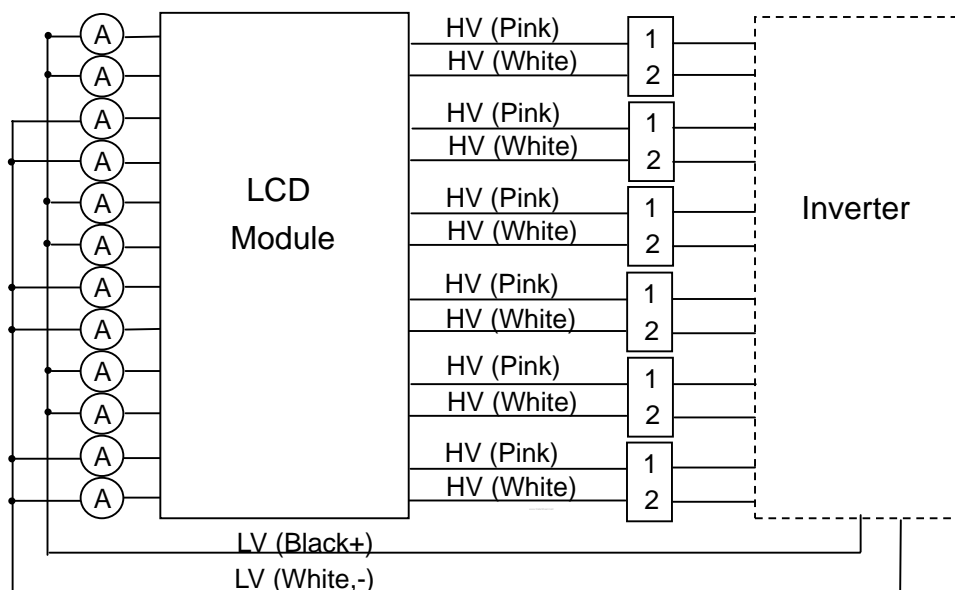 A
A
A
A
A
A
A
A
A
A
A
A
LCD
Module
HV (Pink)
HV (White)
HV (Pink)
HV (White)
HV (Pink)
HV (White)
HV (Pink)
HV (White)
HV (Pink)
HV (White)
HV (Pink)
HV (White)
1
2
1
2
1
2
1
2
1
2
1
2
Inverter
LV (Black+)
LV (White,-)